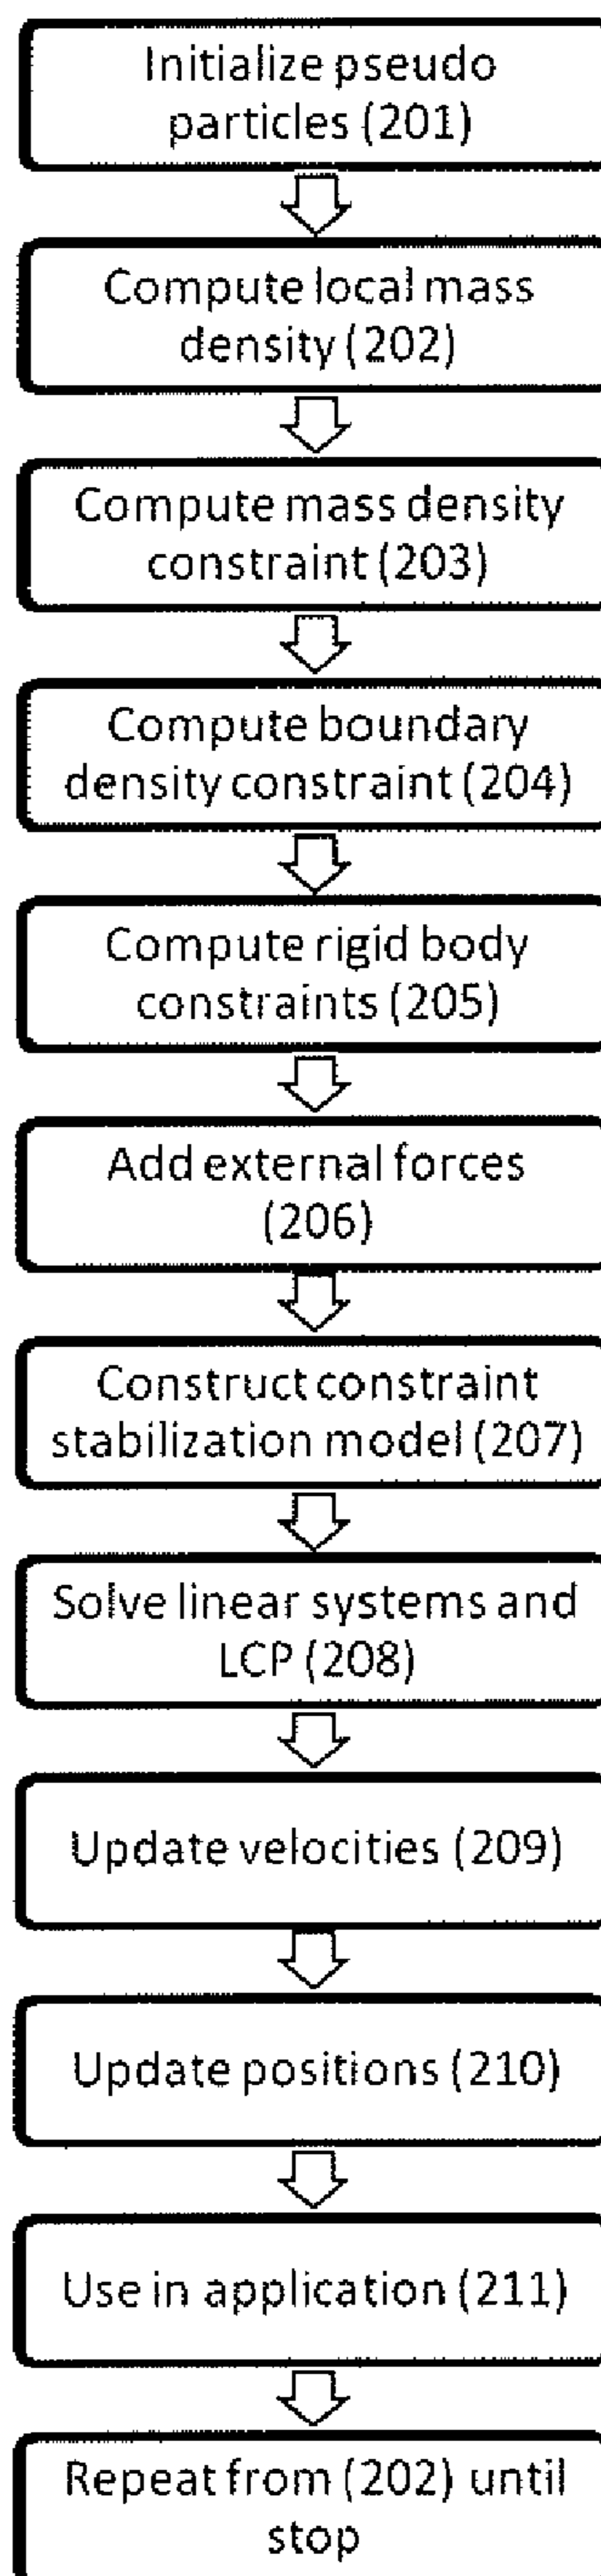 Initialize pseudo
particles (201)
Compute local mass
density (202)
Compute mass density
constraint (203)
Compute boundary
density constraint (204)
Compute rigid body
constraints (205)
Add external forces
(206)
Construct constraint
stabilization model (207)
Solve linear systems and
LCP (208)
Update velocities (209)
Update positions (210)
Use in application (211)
Repeat from (202) until
stop